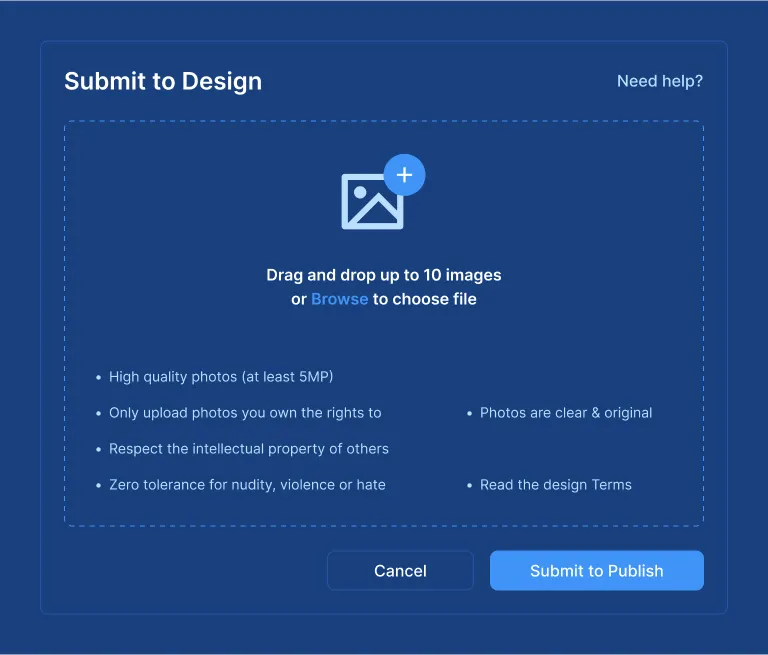 Submit to Design
Need help?
Drag and drop up to 10 images
or Browse to choose file
• High quality photos (at least 5MP)
• Only upload photos you own the rights to
• Photos are clear & original
• Respect the intellectual property of others
• Zero tolerance for nudity, violence or hate
• Read the design Terms
Cancel
Submit to Publish